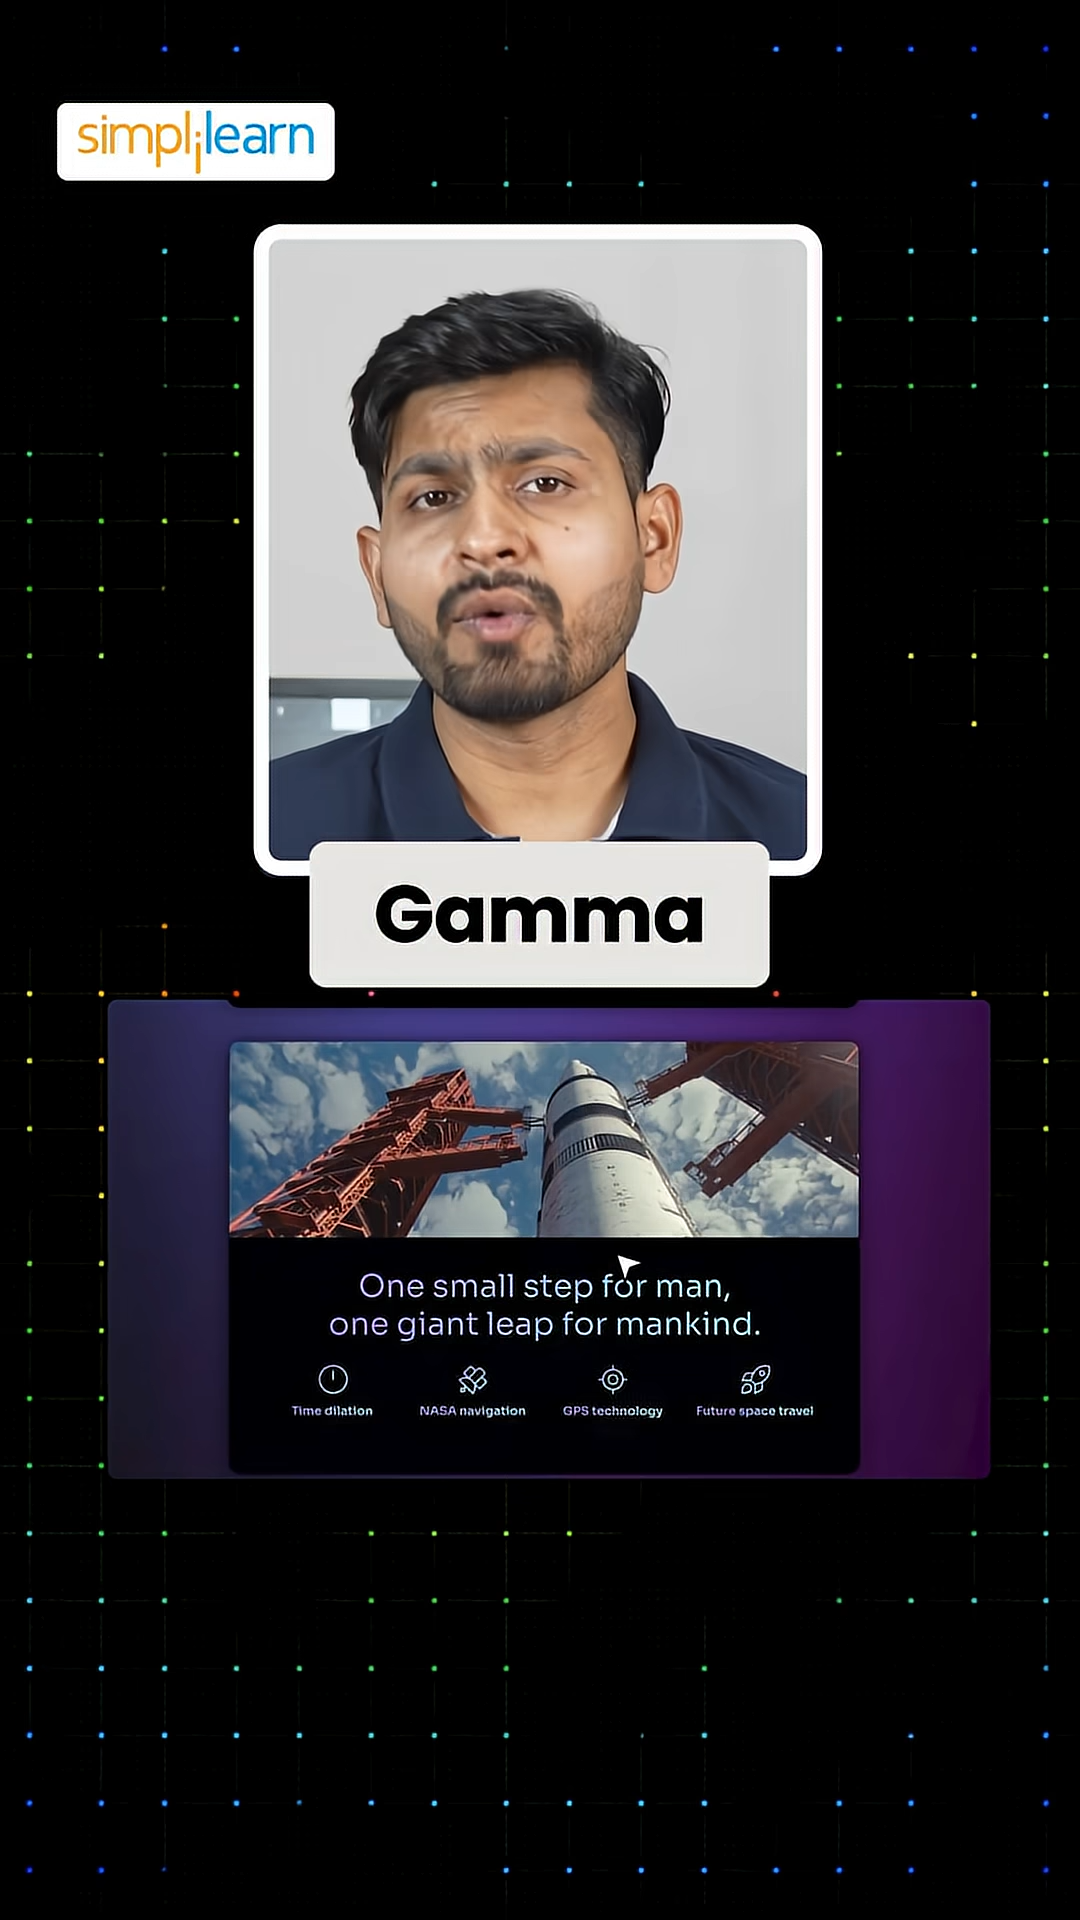 simplilearn
Gamma
One small step for man,
one giant leap for mankind.
Time dilation
NASA navigation
GPS technology
Future space travel